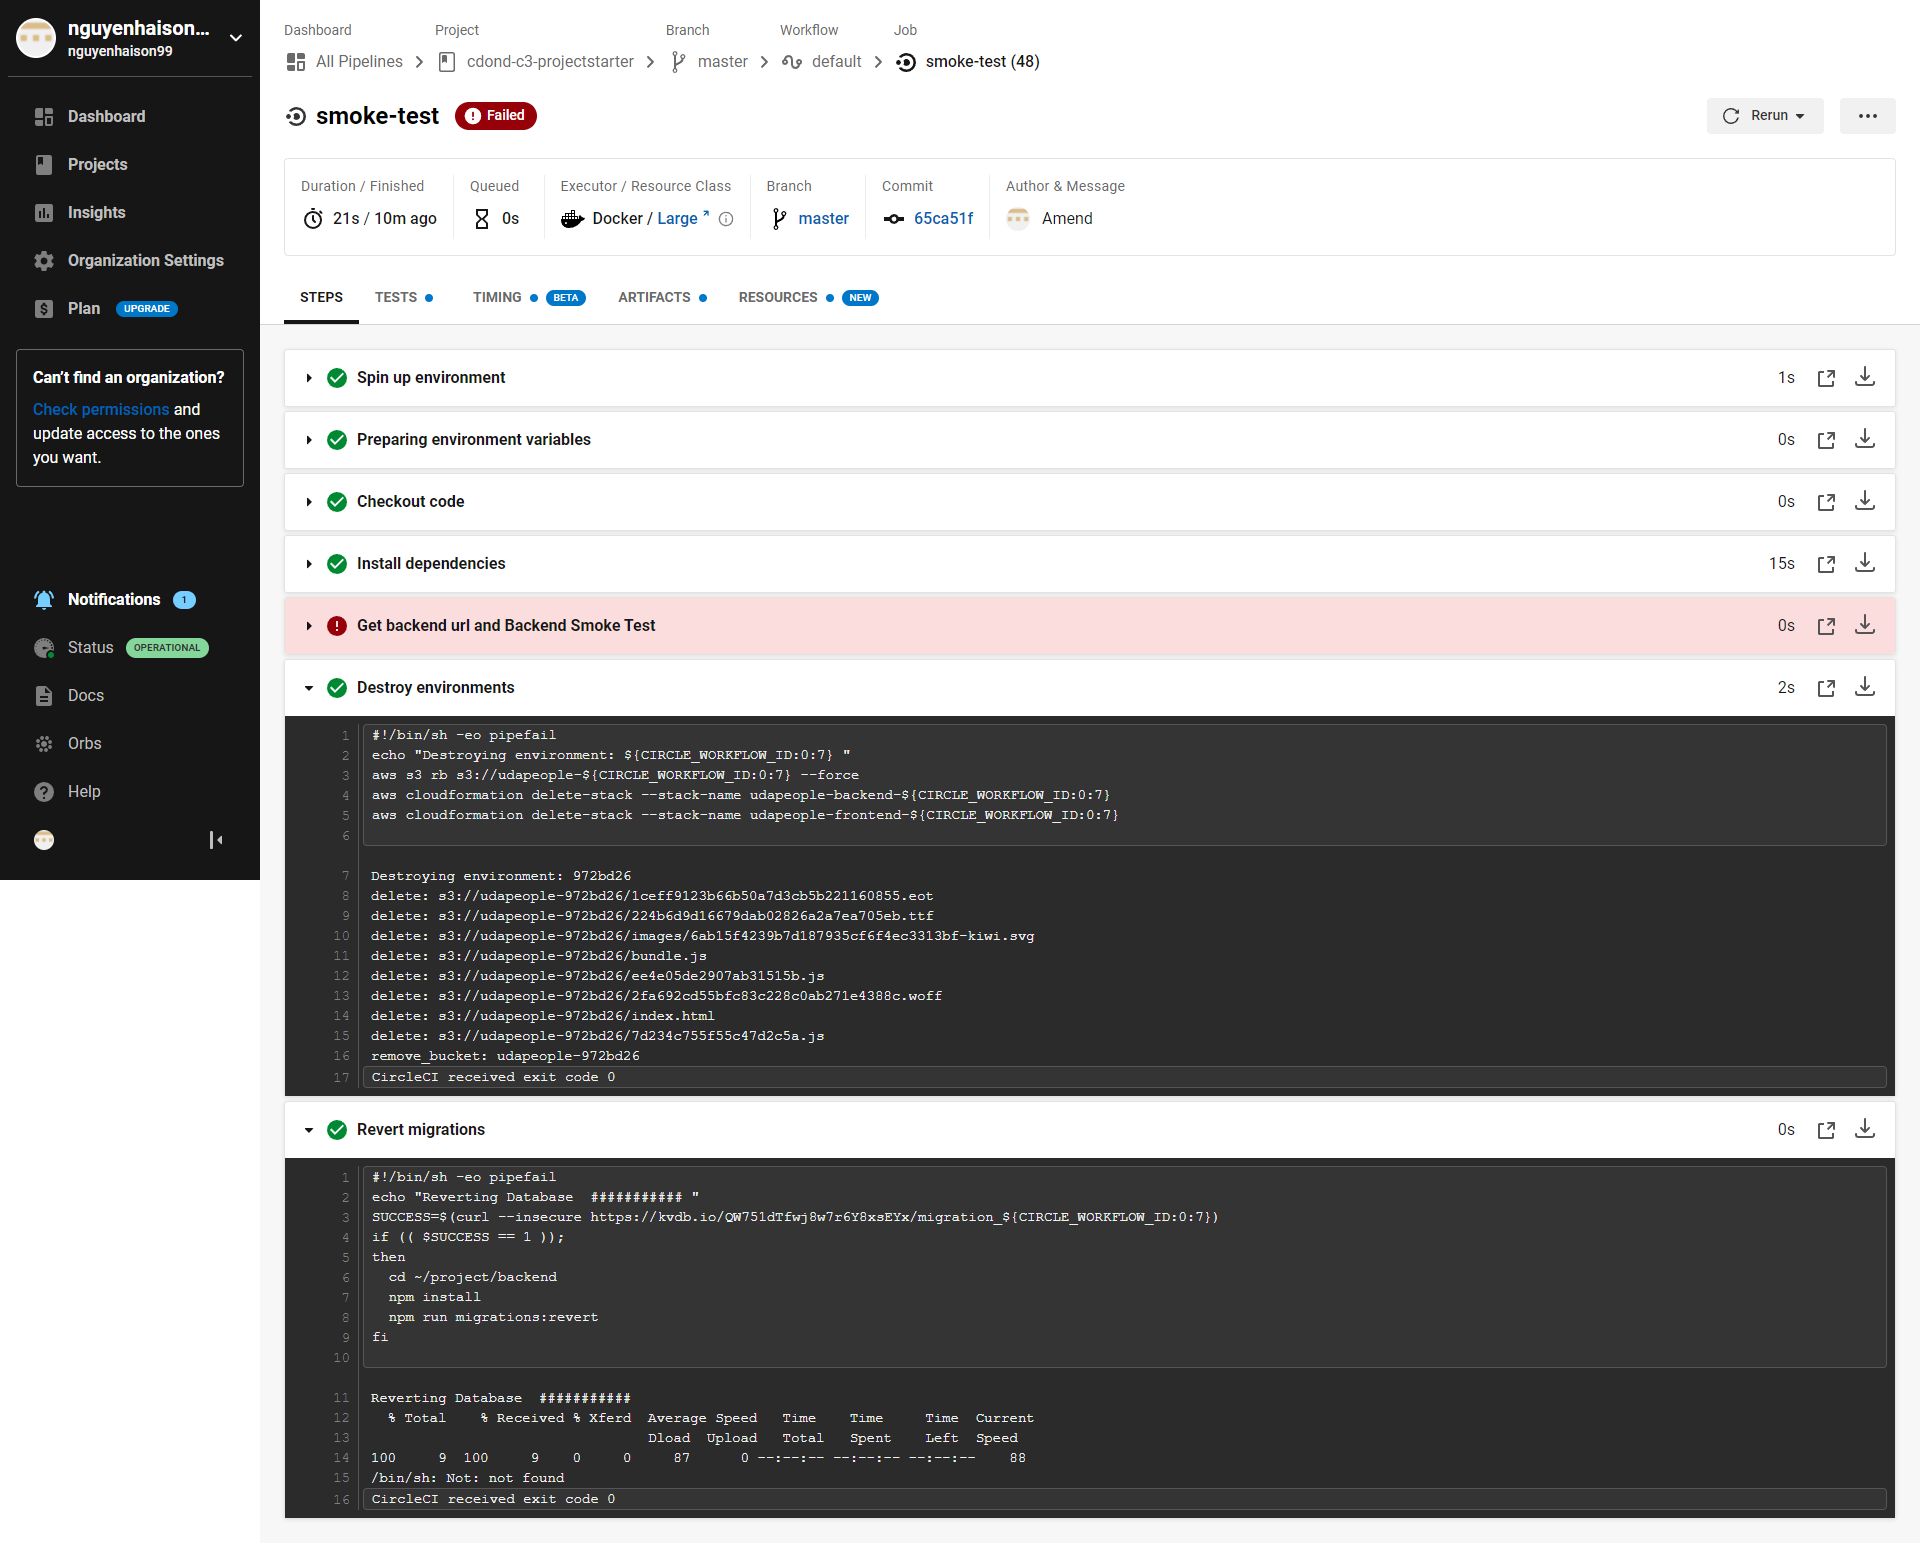 nguyenhaison...
nguyenhaison99
Dashboard
Projects
Insights
Organization Settings
Plan UPGRADE
Can't find an organization?
Check permissions and
update access to the ones
you want.
Notifications 1
Status OPERATIONAL
Docs
Orbs
Help
Dashboard Project Branch Workflow Job
All Pipelines cdond-c3-projectstarter master default smoke-test (48)
smoke-test Failed
Rerun
Duration / Finished Queued Executor / Resource Class Branch Commit Author & Message
21s / 10m ago 0s Docker / Large master 65ca51f Amend
STEPS TESTS TIMING BETA ARTIFACTS RESOURCES NEW
Spin up environment 1s
Preparing environment variables 0s
Checkout code 0s
Install dependencies 15s
Get backend url and Backend Smoke Test 0s
Destroy environments 2s
1 #!/bin/sh -eo pipefail
2 echo "Destroying environment: ${CIRCLE_WORKFLOW_ID:0:7} "
3 aws s3 rb s3://udapeople-${CIRCLE_WORKFLOW_ID:0:7} --force
4 aws cloudformation delete-stack --stack-name udapeople-backend-${CIRCLE_WORKFLOW_ID:0:7}
5 aws cloudformation delete-stack --stack-name udapeople-frontend-${CIRCLE_WORKFLOW_ID:0:7}
6
7 Destroying environment: 972bd26
8 delete: s3://udapeople-972bd26/1ceff9123b66b50a7d3cb5b221160855.eot
9 delete: s3://udapeople-972bd26/224b6d9d16679dab02826a2a7ea705eb.ttf
10 delete: s3://udapeople-972bd26/images/6ab15f4239b7d187935cf6f4ec3313bf-kiwi.svg
11 delete: s3://udapeople-972bd26/bundle.js
12 delete: s3://udapeople-972bd26/ee4e05de2907ab31515b.js
13 delete: s3://udapeople-972bd26/2fa692cd55bfc83c228c0ab271e4388c.woff
14 delete: s3://udapeople-972bd26/index.html
15 delete: s3://udapeople-972bd26/7d234c755f55c47d2c5a.js
16 remove_bucket: udapeople-972bd26
17 CircleCI received exit code 0
Revert migrations 0s
1 #!/bin/sh -eo pipefail
2 echo "Reverting Database  ########### "
3 SUCCESS=$(curl --insecure https://kvdb.io/QW751dTfwj8w7r6Y8xsEYx/migration_${CIRCLE_WORKFLOW_ID:0:7})
4 if (( $SUCCESS == 1 ));
5 then
6 cd ~/project/backend
7 npm install
8 npm run migrations:revert
9 fi
10
11 Reverting Database  ###########
12 % Total % Received % Xferd Average Speed Time Time Time Current
13 Dload Upload Total Spent Left Speed
14 100 9 100 9 0 0 87 0 --:--:-- --:--:-- --:--:-- 88
15 /bin/sh: Not: not found
16 CircleCI received exit code 0